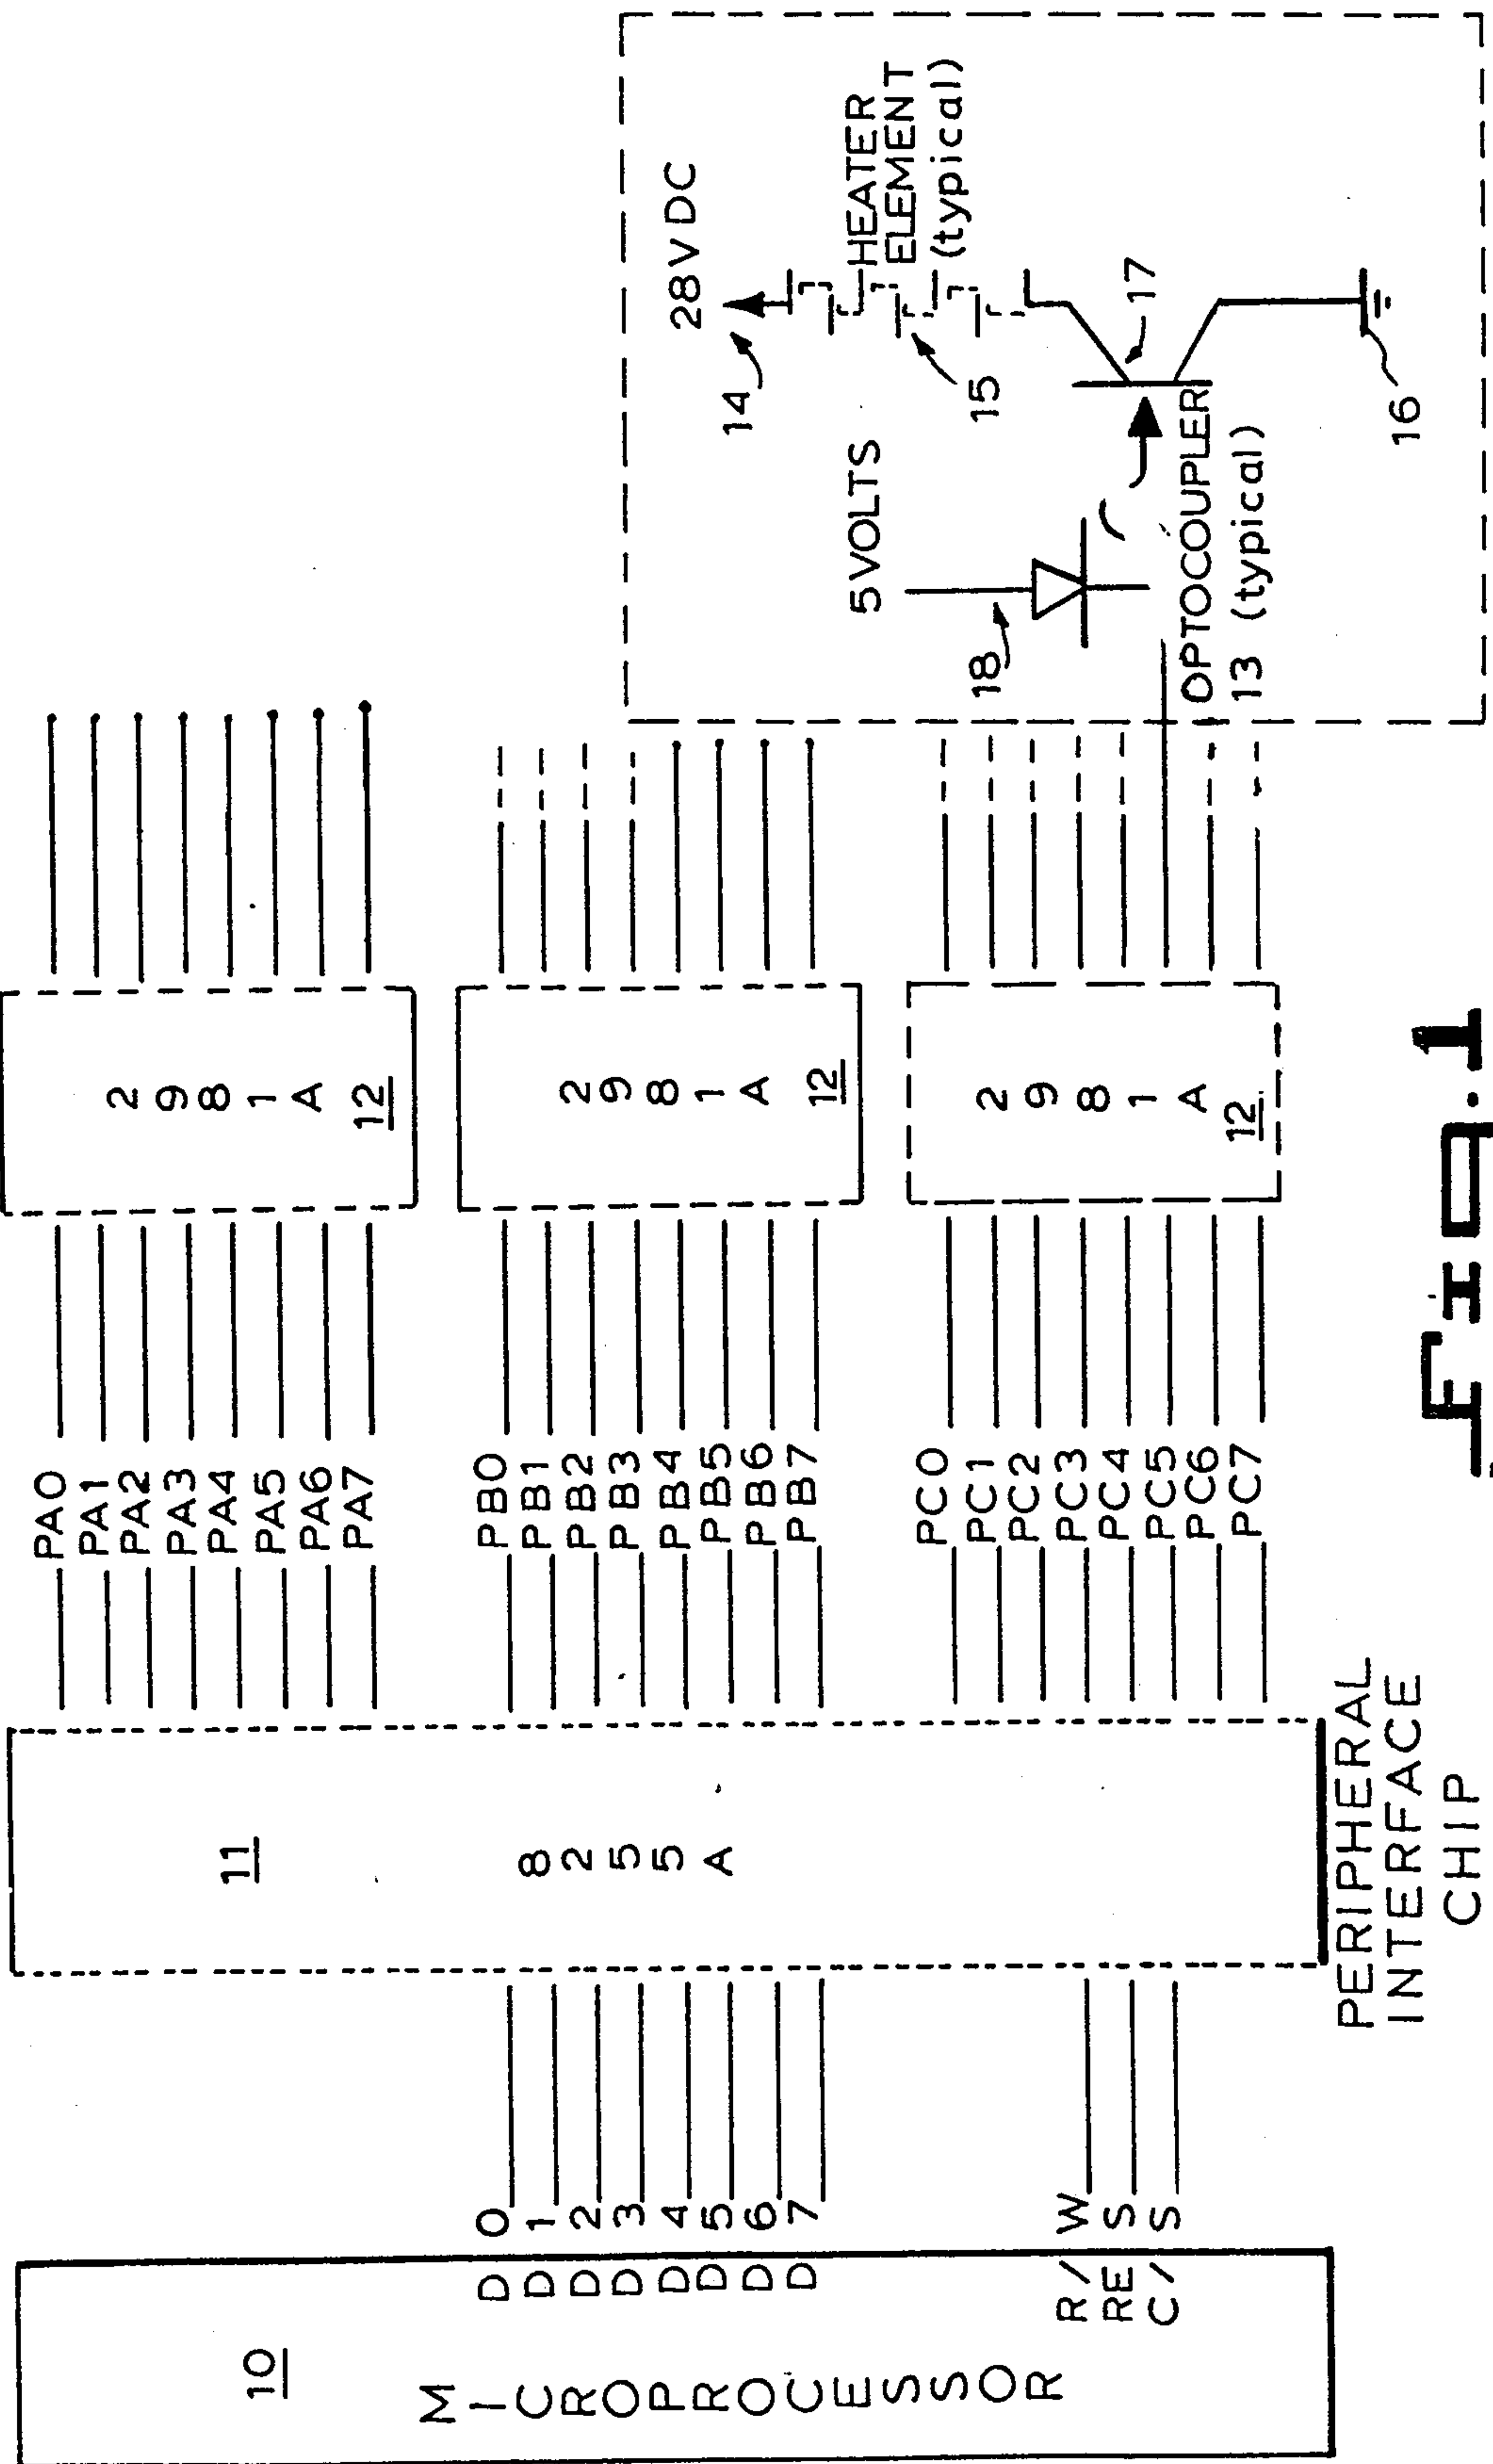 10
MICROPROCESSOR
D0
D1
D2
D3
D4
D5
D6
D7
R/W
RES
C/S
11
8255A
PERIPHERAL
INTERFACE
CHIP
PA0
PA1
PA2
PA3
PA4
PA5
PA6
PA7
PB0
PB1
PB2
PB3
PB4
PB5
PB6
PB7
PC0
PC1
PC2
PC3
PC4
PC5
PC6
PC7
2981A
12
2981A
12
2981A
12
28VDC
14
HEATER
ELEMENT
(typical)
15
5VOLTS
17
18
OPTOCOUPLER
13 (typical)
16
Fig.1